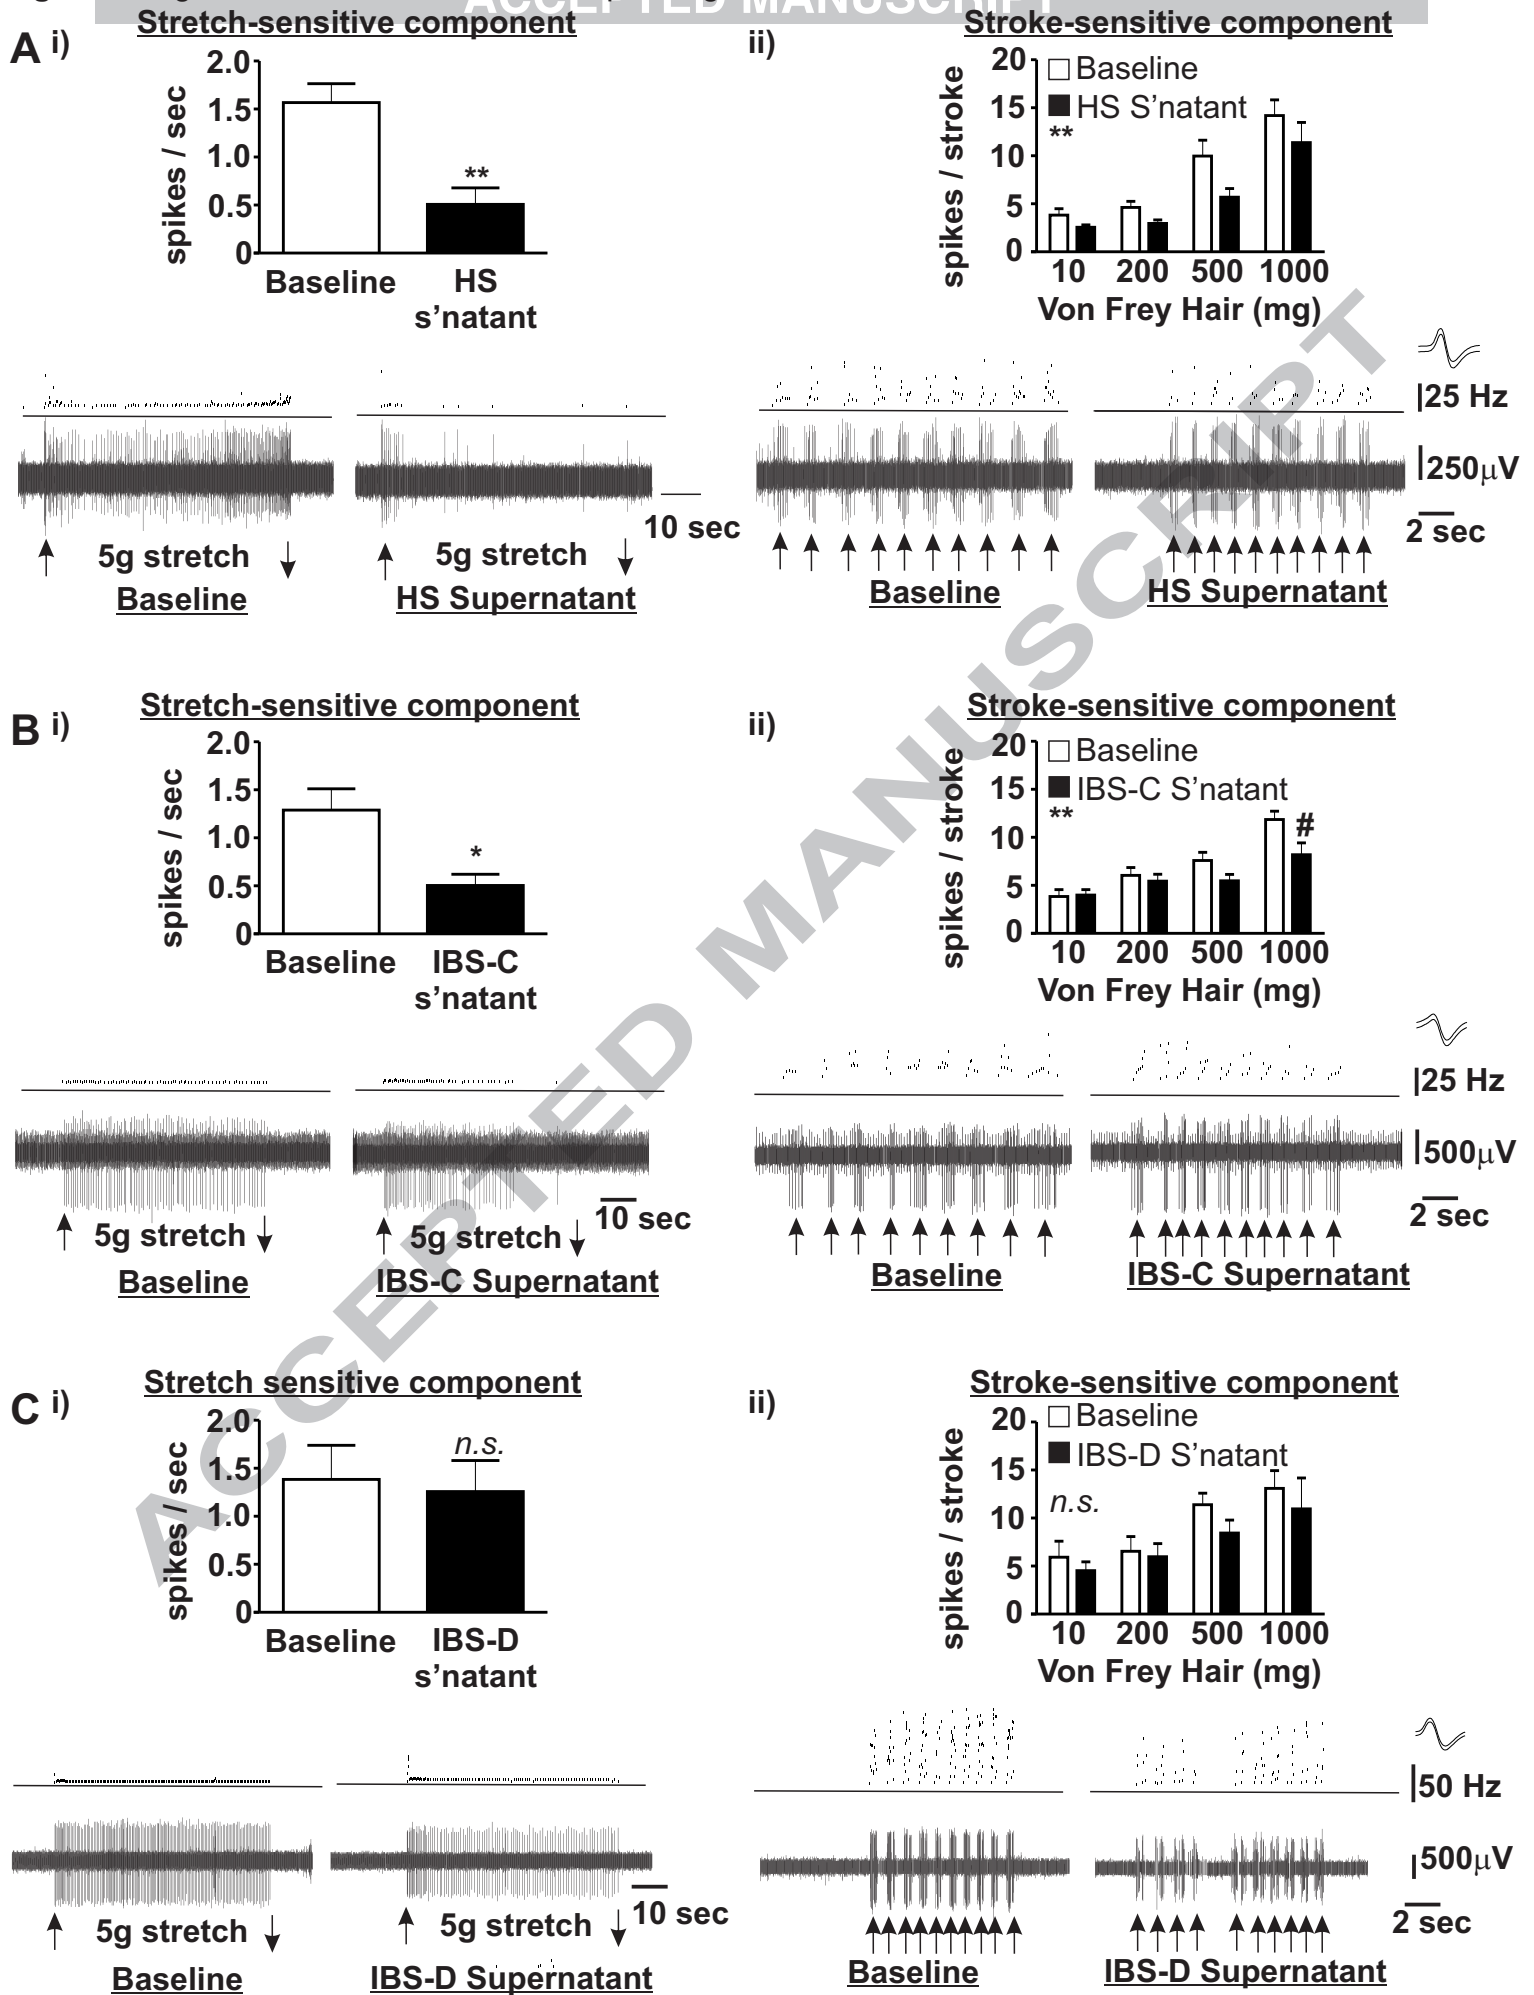 ACCEPTED MANUSCRIPT
A i)
Stretch-sensitive component
2.0
1.5
1.0
0.5
0
spikes / sec
**
Baseline
HS
s’natant
ii)
Stroke-sensitive component
20
15
10
5
0
spikes / stroke
Baseline
HS S’natant
**
10 200 500 1000
Von Frey Hair (mg)
25 Hz
250μV
10 sec
2 sec
5g stretch
5g stretch
Baseline
HS Supernatant
Baseline
HS Supernatant
B i)
Stretch-sensitive component
2.0
1.5
1.0
0.5
0
spikes / sec
*
Baseline
IBS-C
s’natant
ii)
Stroke-sensitive component
20
15
10
5
0
spikes / stroke
Baseline
IBS-C S’natant
**
#
10 200 500 1000
Von Frey Hair (mg)
25 Hz
500μV
10 sec
2 sec
5g stretch
5g stretch
Baseline
IBS-C Supernatant
Baseline
IBS-C Supernatant
C i)
Stretch sensitive component
2.0
1.5
1.0
0.5
0
spikes / sec
n.s.
Baseline
IBS-D
s’natant
ii)
Stroke-sensitive component
20
15
10
5
0
spikes / stroke
Baseline
IBS-D S’natant
n.s.
10 200 500 1000
Von Frey Hair (mg)
50 Hz
500μV
10 sec
2 sec
5g stretch
5g stretch
Baseline
IBS-D Supernatant
Baseline
IBS-D Supernatant
ACCEPTED MANUSCRIPT